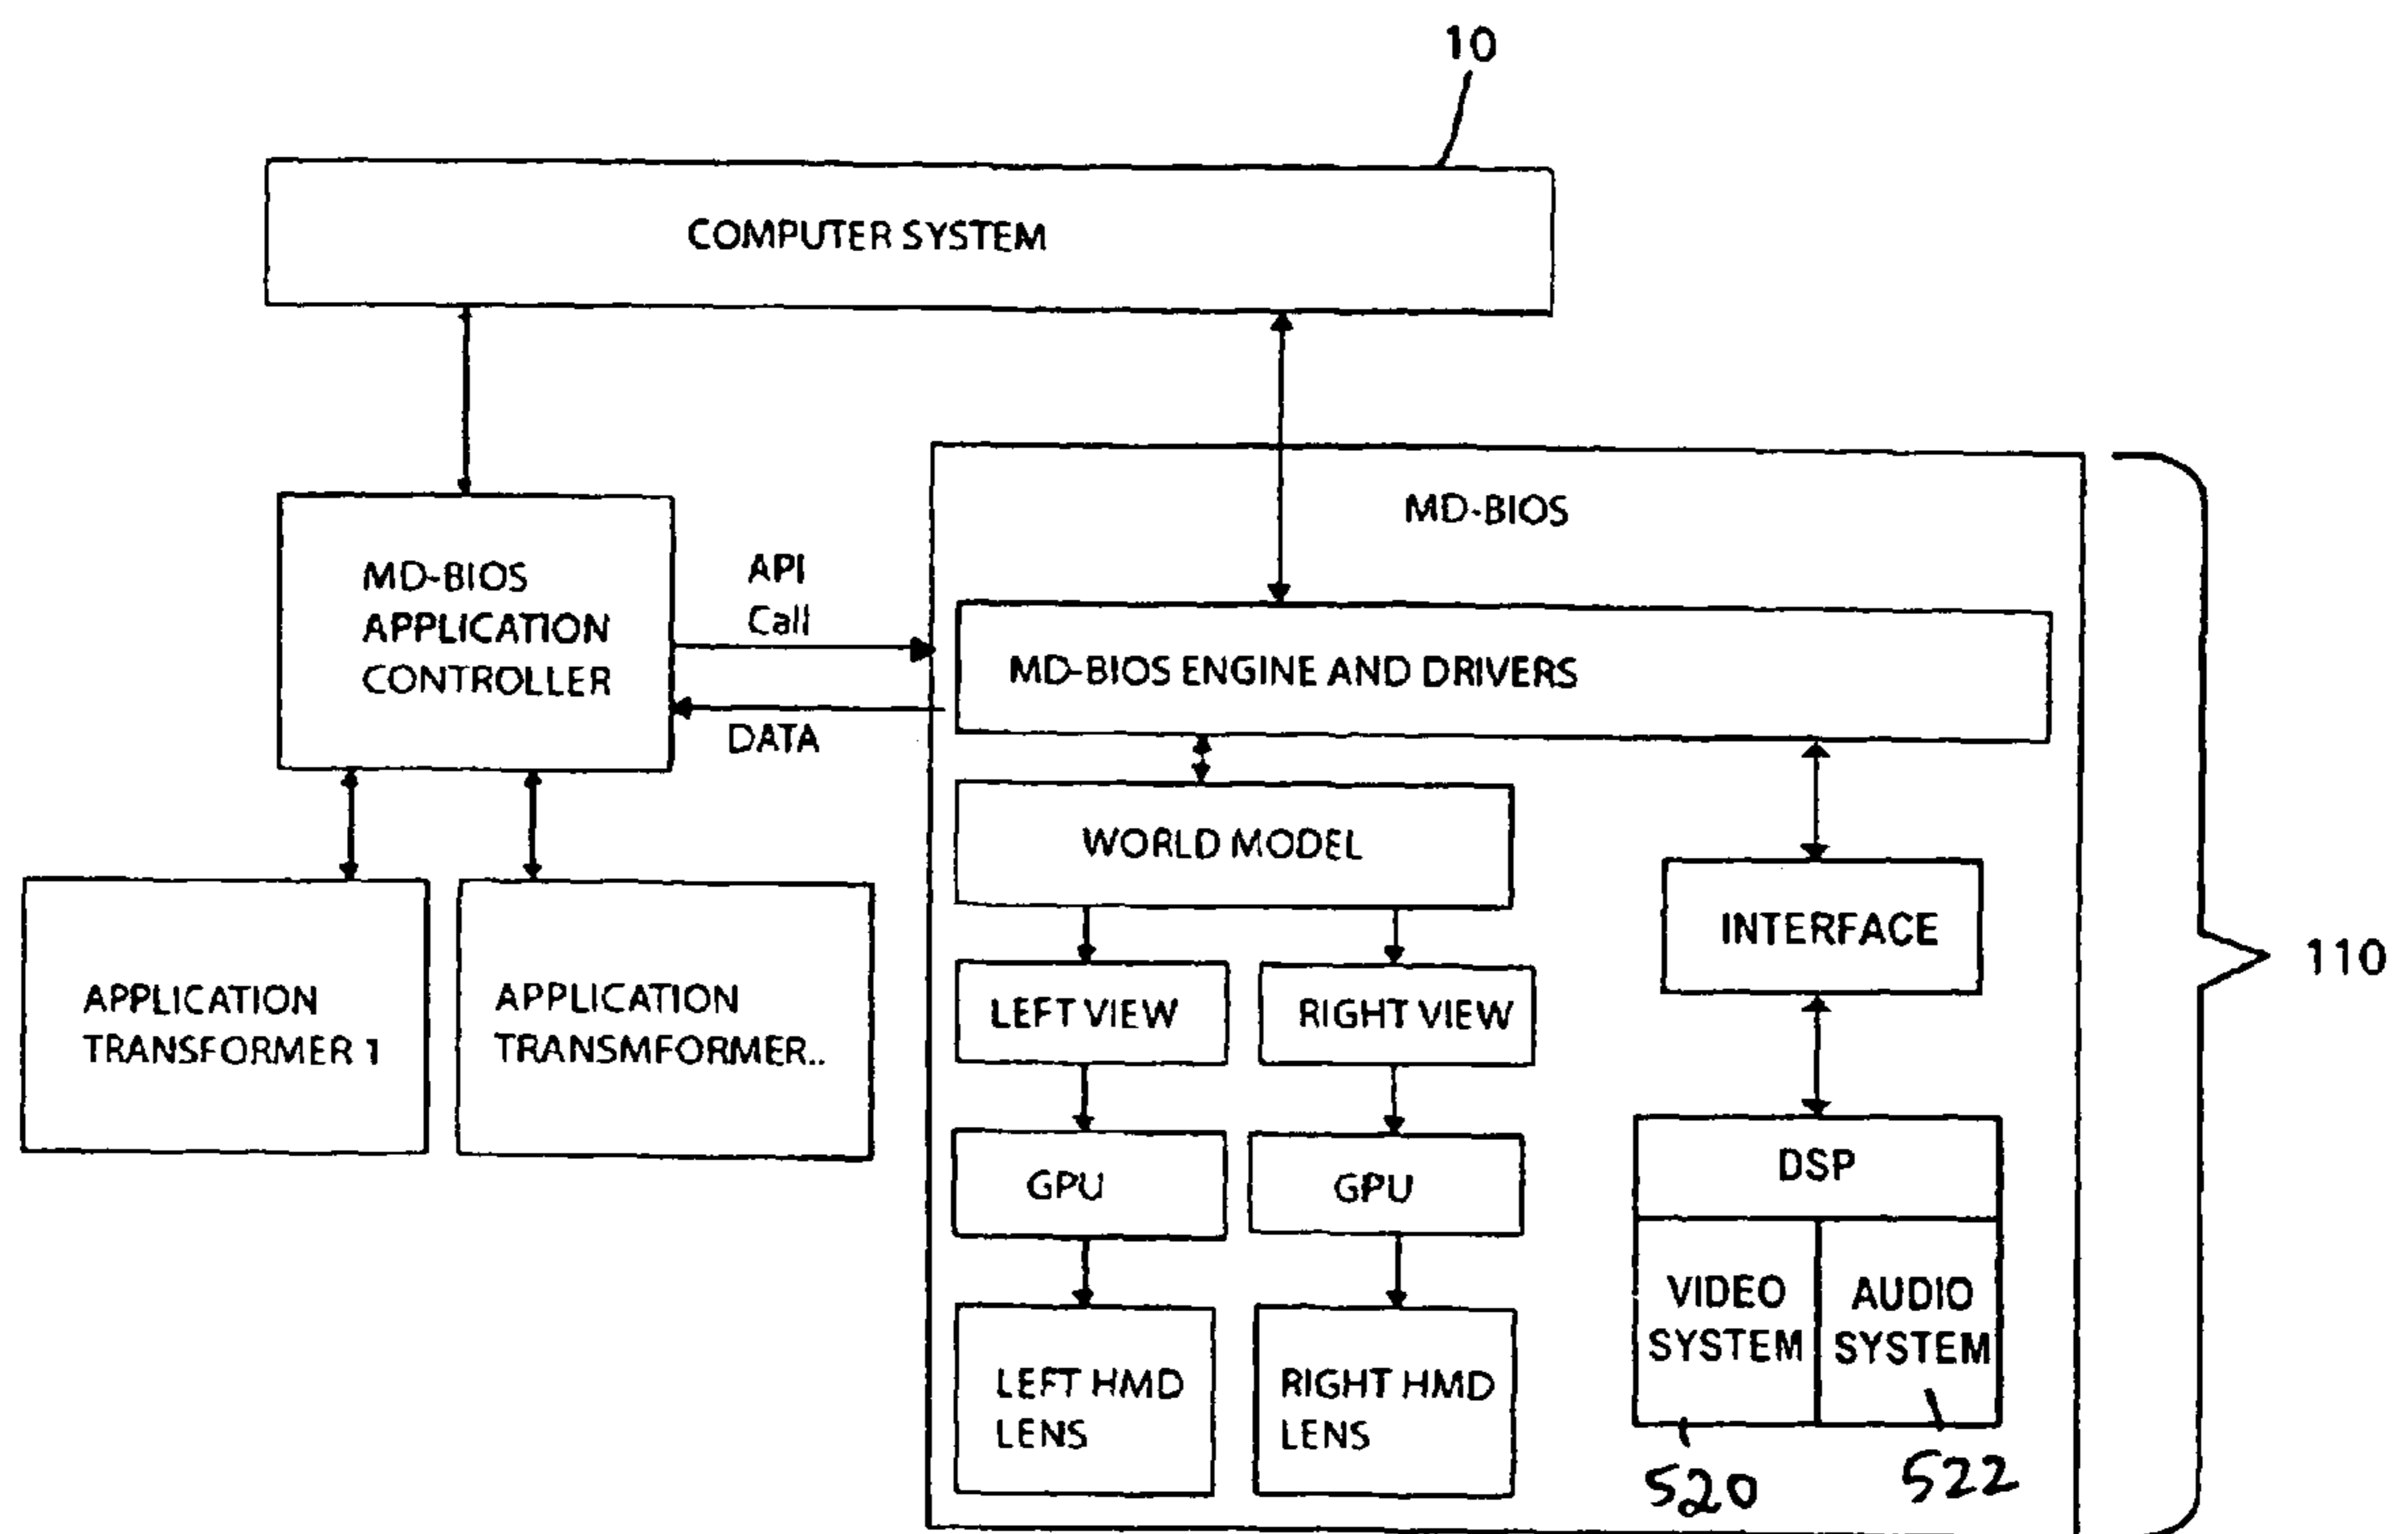 10
COMPUTER SYSTEM
MD-BIOS
MD-BIOS
APPLICATION
CONTROLLER
API
Call
DATA
MD-BIOS ENGINE AND DRIVERS
WORLD MODEL
INTERFACE
110
APPLICATION
TRANSFORMER 1
APPLICATION
TRANSMFORMER..
LEFT VIEW
RIGHT VIEW
GPU
GPU
DSP
VIDEO
SYSTEM
AUDIO
SYSTEM
LEFT HMD
LENS
RIGHT HMD
LENS
520
522